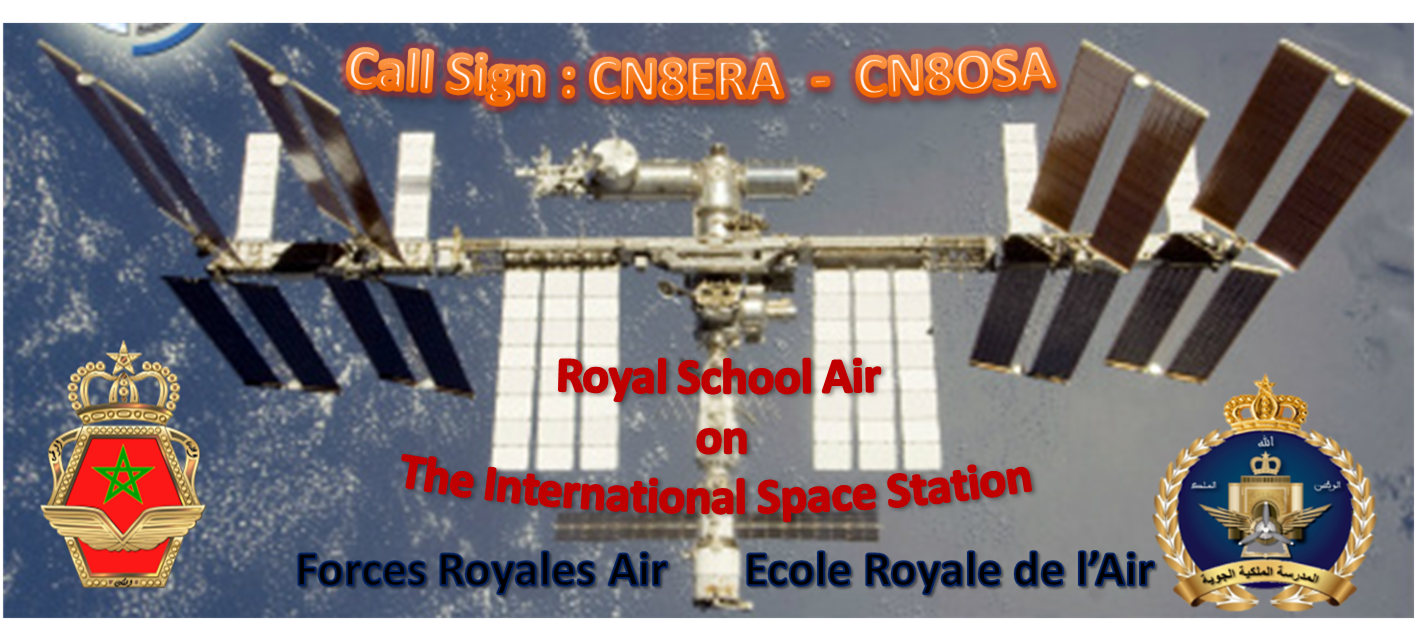 Call Sign : CN8ERA - CN8OSA
Royal School Air
on
The International Space Station
Forces Royales Air
Ecole Royale de l'Air
الله
الوطن
الملك
المدرسة الملكية الجوية